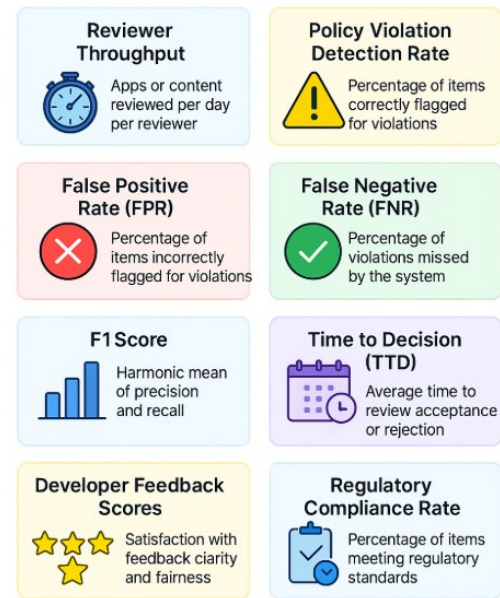 Reviewer
Throughput
Apps or content
reviewed per day
per reviewer
Policy Violation
Detection Rate
Percentage of items
correctly flagged
for violations
False Positive
Rate (FPR)
Percentage of
items incorrectly
flagged for violations
False Negative
Rate (FNR)
Percentage of
violations missed
by the system
F1 Score
Harmonic mean
of precision
and recall
Time to Decision
(TTD)
Average time to
review acceptance
or rejection
Developer Feedback
Scores
Satisfaction with
feedback clarity
and fairness
Regulatory
Compliance Rate
Percentage of items
meeting regulatory
standards